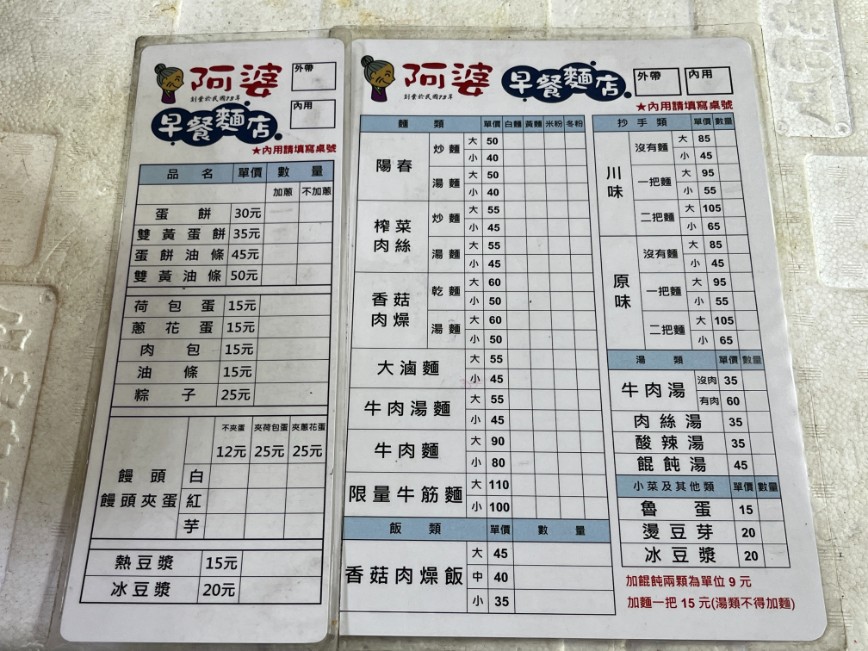 阿婆
創業於民國73年
早餐麵店
外帶
內用
★內用請填寫桌號
品名 單價 數量
加蔥 不加蔥
蛋餅 30元
雙黃蛋餅 35元
蛋餅油條 45元
雙黃油條 50元
荷包蛋 15元
蔥花蛋 15元
肉包 15元
油條 15元
粽子 25元
不夾蛋 夾荷包蛋 夾蔥花蛋
12元 25元 25元
饅頭 白
饅頭夾蛋 紅
芋
熱豆漿 15元
冰豆漿 20元
阿婆 早餐麵店
創業於民國73年
外帶 內用
★內用請填寫桌號
麵類 單價 白麵 黃麵 米粉 冬粉
陽春 炒麵 大 50
小 40
湯麵 大 50
小 40
榨菜肉絲 炒麵 大 55
小 45
湯麵 大 55
小 45
香菇肉燥 乾麵 大 60
小 50
湯麵 大 60
小 50
大滷麵 大 55
小 45
牛肉湯麵 大 55
小 45
牛肉麵 大 90
小 80
限量牛筋麵 大 110
小 100
飯類 單價 數量
香菇肉燥飯 大 45
中 40
小 35
抄手類 單價 數量
川味 沒有麵 大 85
小 45
一把麵 大 95
小 55
二把麵 大 105
小 65
原味 沒有麵 大 85
小 45
一把麵 大 95
小 55
二把麵 大 105
小 65
湯類 單價 數量
牛肉湯 沒肉 35
有肉 60
肉絲湯 35
酸辣湯 35
餛飩湯 45
小菜及其他類 單價 數量
魯蛋 15
燙豆芽 20
冰豆漿 20
加餛飩兩顆為單位 9 元
加麵一把 15 元(湯類不得加麵)